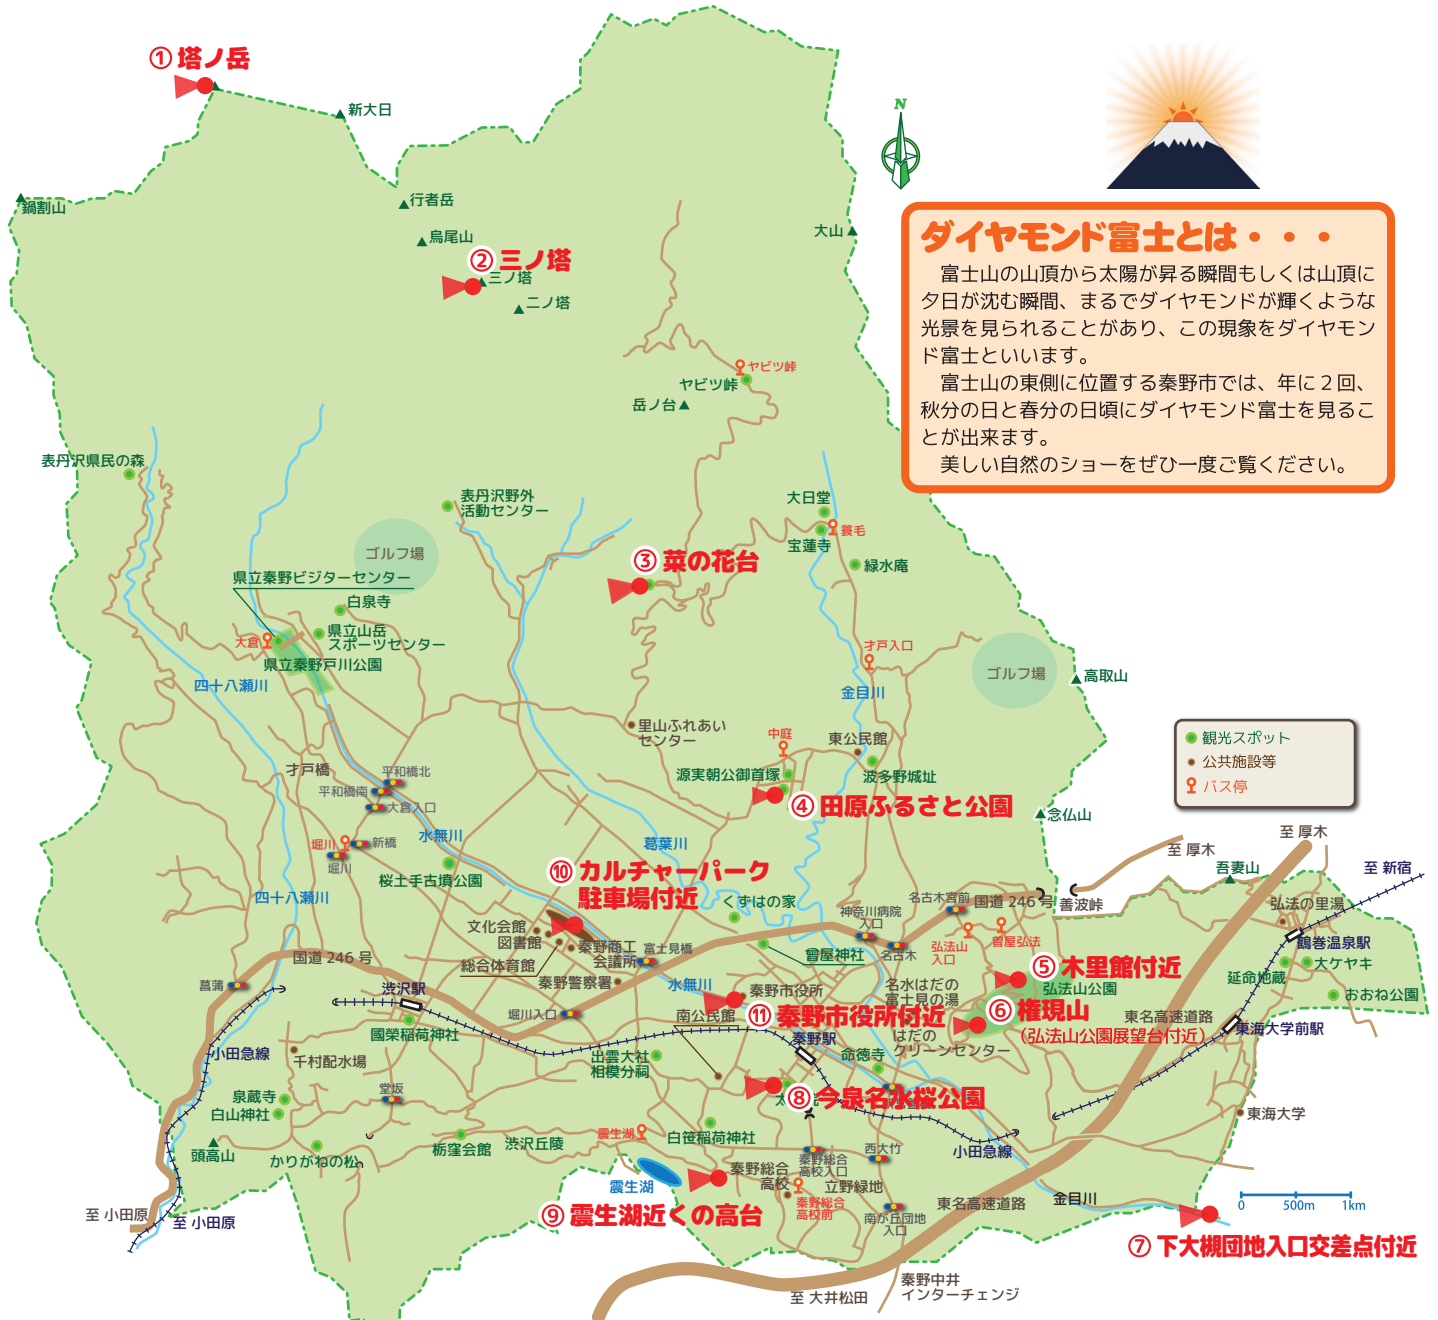 ① 塔ノ岳
新大日
鍋割山
行者岳
烏尾山
② 三ノ塔
三ノ塔
二ノ塔
大山
N
ダイヤモンド富士とは・・・
富士山の山頂から太陽が昇る瞬間もしくは山頂に
夕日が沈む瞬間、まるでダイヤモンドが輝くような
光景を見られることがあり、この現象をダイヤモン
ド富士といいます。
富士山の東側に位置する秦野市では、年に２回、
秋分の日と春分の日頃にダイヤモンド富士を見るこ
とが出来ます。
美しい自然のショーをぜひ一度ご覧ください。
ヤビツ峠
ヤビツ峠
岳ノ台
表丹沢県民の森
表丹沢野外
活動センター
大日堂
蓑毛
宝蓮寺
緑水庵
ゴルフ場
③ 菜の花台
県立秦野ビジターセンター
白泉寺
県立山岳
スポーツセンター
大倉
県立秦野戸川公園
四十八瀬川
才戸入口
金目川
ゴルフ場
高取山
里山ふれあい
センター
中庭
東公民館
源実朝公御首塚
波多野城址
④ 田原ふるさと公園
観光スポット
公共施設等
バス停
才戸橋
平和橋北
平和橋南
大倉入口
堀川
新橋
堀川
水無川
葛葉川
桜土手古墳公園
念仏山
至 厚木
至 厚木
吾妻山
至 新宿
⑩ カルチャーパーク
駐車場付近
くずはの家
四十八瀬川
名古木宮前
国道 246 号
善波峠
神奈川病院
入口
弘法の里湯
文化会館
図書館
総合体育館
秦野商工
会議所
富士見橋
曾屋神社
名古木
弘法山
入口
曽屋弘法
鶴巻温泉駅
国道 246 号
⑤ 木里館付近
弘法山公園
延命地蔵
大ケヤキ
おおね公園
菖蒲
渋沢駅
秦野警察署
水無川
秦野市役所
名水はだの
富士見の湯
⑥ 権現山
（弘法山公園展望台付近）
東名高速道路
東海大学前駅
堀川入口
南公民館
⑪ 秦野市役所付近
秦野駅
はだの
クリーンセンター
國榮稲荷神社
小田急線
千村配水場
出雲大社
相模分祠
命徳寺
堂坂
泉蔵寺
白山神社
⑧ 今泉名水桜公園
東海大学
頭高山
かりがねの松
栃窪会館
渋沢丘陵
震生湖
白笹稲荷神社
小田急線
震生湖
秦野総合
高校
秦野総合
高校入口
西大竹
立野緑地
秦野総合
高校前
南が丘団地
入口
東名高速道路
金目川
0 500m 1km
⑨ 震生湖近くの高台
⑦ 下大槻団地入口交差点付近
至 小田原
至 小田原
秦野中井
インターチェンジ
至 大井松田